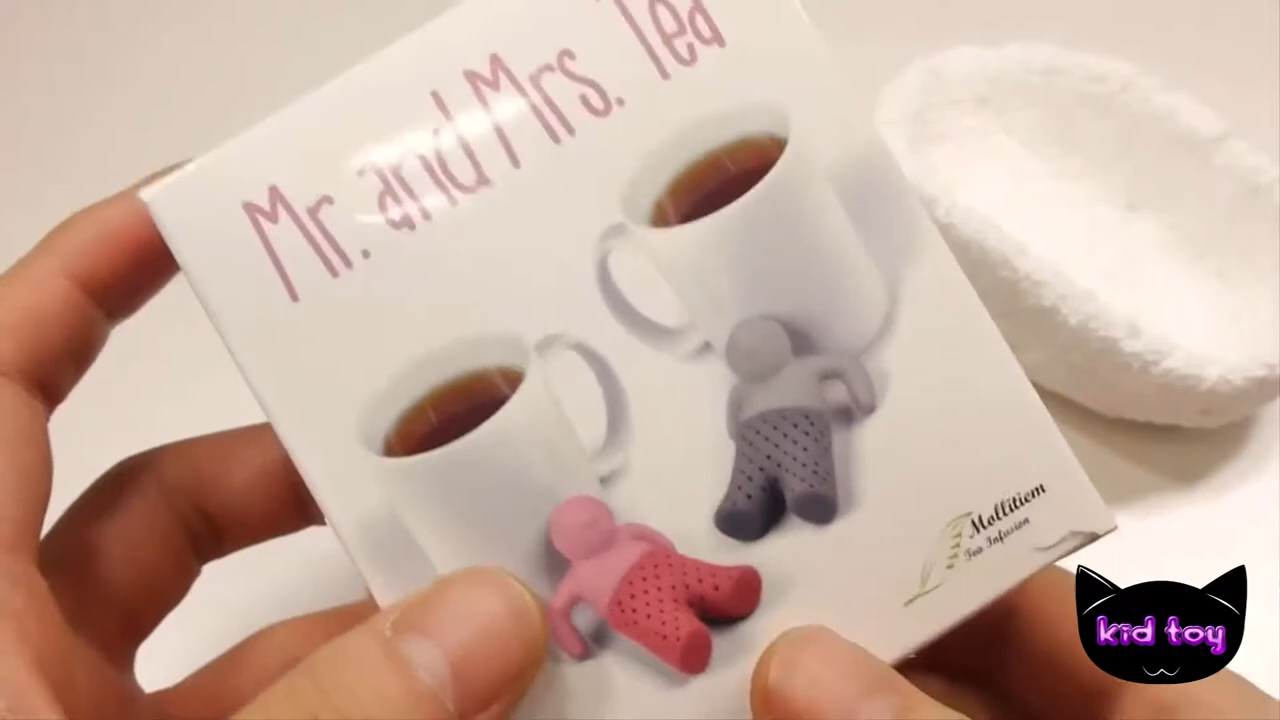 Mr. and Mrs. Tea
Mollitiem
Tea Infusion
kid toy